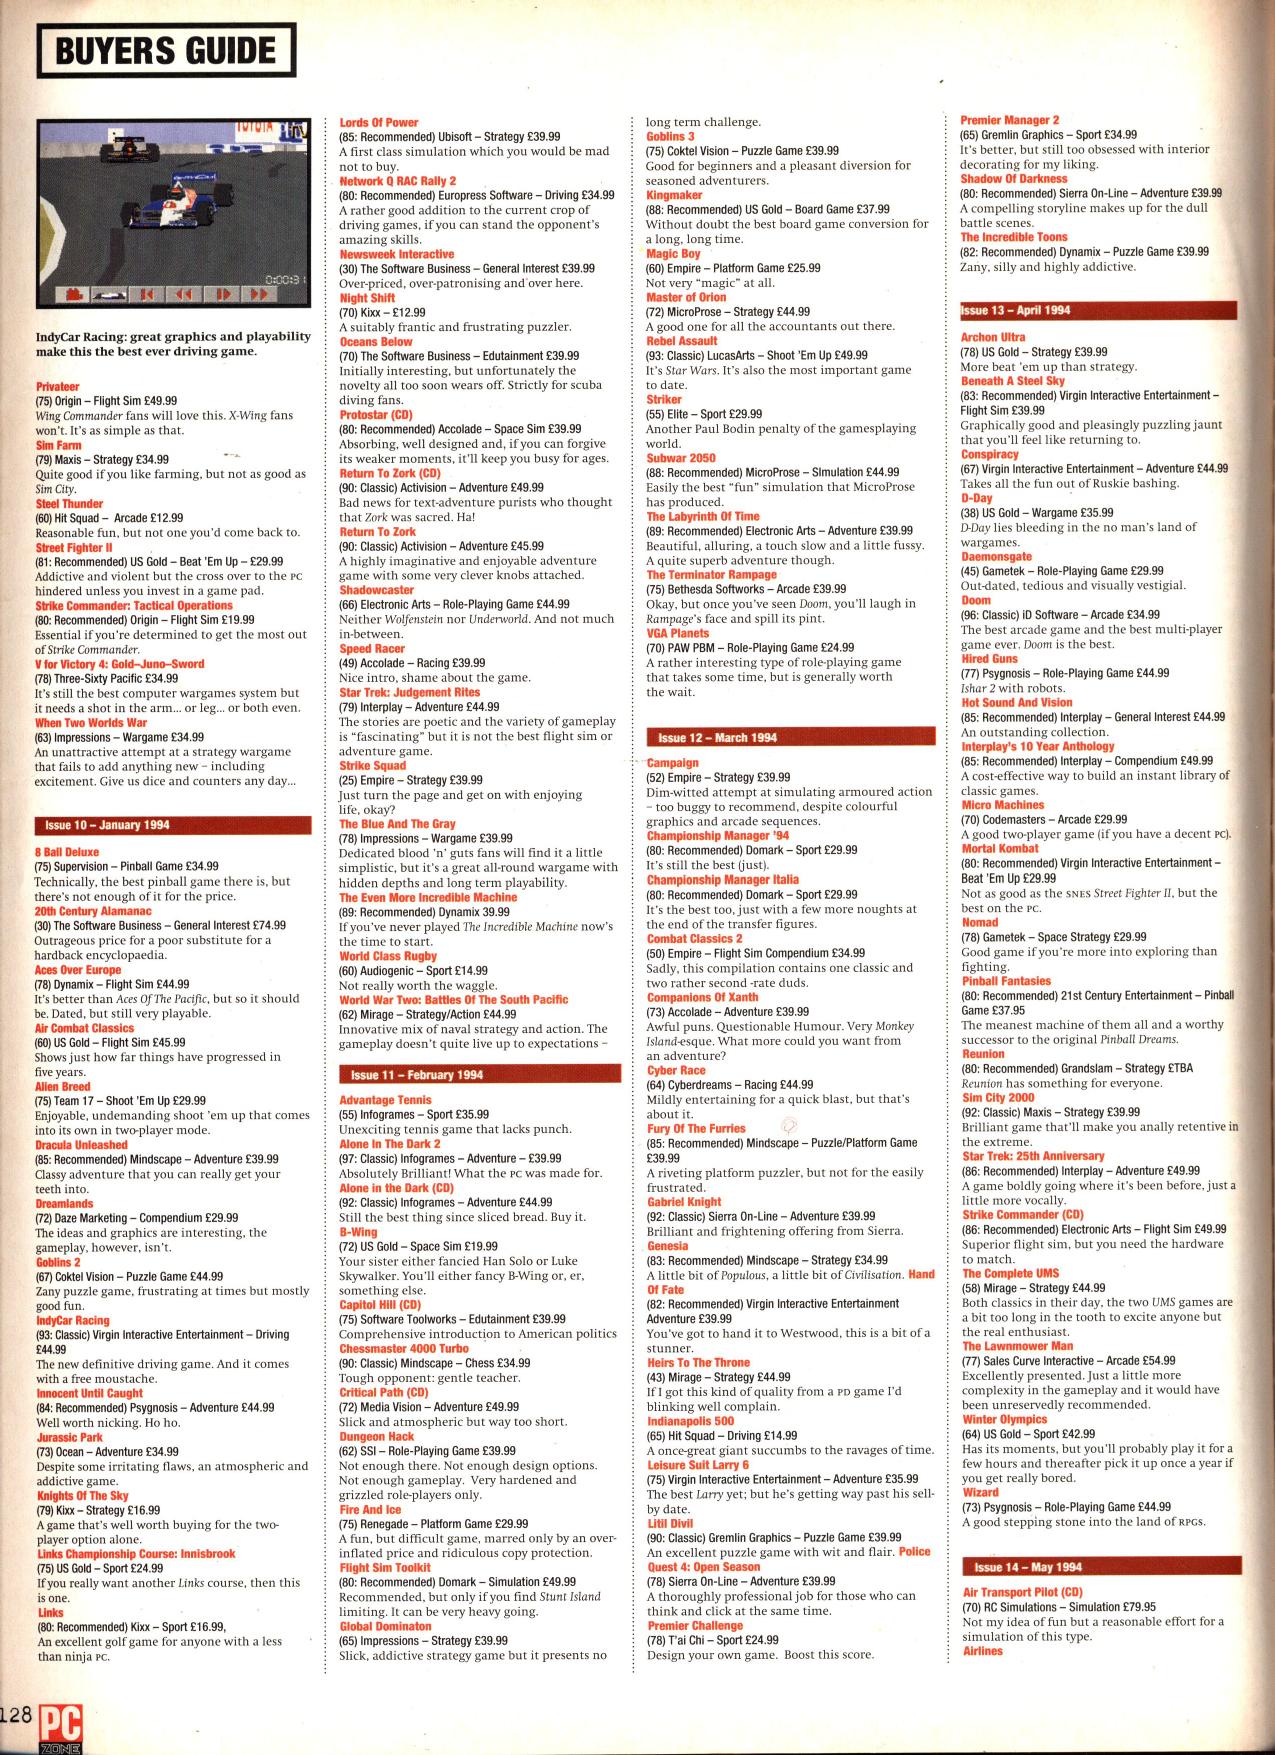 BUYERS GUIDE
TOYOTA
0:00:31
IndyCar Racing: great graphics and playability
make this the best ever driving game.
Privateer
(75) Origin – Flight Sim £49.99
Wing Commander fans will love this. X-Wing fans
won't. It's as simple as that.
Sim Farm
(79) Maxis – Strategy £34.99
Quite good if you like farming, but not as good as
Sim City.
Steel Thunder
(60) Hit Squad – Arcade £12.99
Reasonable fun, but not one you'd come back to.
Street Fighter II
(81: Recommended) US Gold – Beat 'Em Up – £29.99
Addictive and violent but the cross over to the PC
hindered unless you invest in a game pad.
Strike Commander: Tactical Operations
(80: Recommended) Origin – Flight Sim £19.99
Essential if you're determined to get the most out
of Strike Commander.
V for Victory 4: Gold–Juno–Sword
(78) Three-Sixty Pacific £34.99
It's still the best computer wargames system but
it needs a shot in the arm... or leg... or both even.
When Two Worlds War
(63) Impressions – Wargame £34.99
An unattractive attempt at a strategy wargame
that fails to add anything new – including
excitement. Give us dice and counters any day...
Issue 10 – January 1994
8 Ball Deluxe
(75) Supervision – Pinball Game £34.99
Technically, the best pinball game there is, but
there's not enough of it for the price.
20th Century Alamanac
(30) The Software Business – General Interest £74.99
Outrageous price for a poor substitute for a
hardback encyclopaedia.
Aces Over Europe
(78) Dynamix – Flight Sim £44.99
It's better than Aces Of The Pacific, but so it should
be. Dated, but still very playable.
Air Combat Classics
(60) US Gold – Flight Sim £45.99
Shows just how far things have progressed in
five years.
Alien Breed
(75) Team 17 – Shoot 'Em Up £29.99
Enjoyable, undemanding shoot 'em up that comes
into its own in two-player mode.
Dracula Unleashed
(85: Recommended) Mindscape – Adventure £39.99
Classy adventure that you can really get your
teeth into.
Dreamlands
(72) Daze Marketing – Compendium £29.99
The ideas and graphics are interesting, the
gameplay, however, isn't.
Goblins 2
(67) Coktel Vision – Puzzle Game £44.99
Zany puzzle game, frustrating at times but mostly
good fun.
IndyCar Racing
(93: Classic) Virgin Interactive Entertainment – Driving
£44.99
The new definitive driving game. And it comes
with a free moustache.
Innocent Until Caught
(84: Recommended) Psygnosis – Adventure £44.99
Well worth nicking. Ho ho.
Jurassic Park
(73) Ocean – Adventure £34.99
Despite some irritating flaws, an atmospheric and
addictive game.
Knights Of The Sky
(79) Kixx – Strategy £16.99
A game that's well worth buying for the two-
player option alone.
Links Championship Course: Innisbrook
(75) US Gold – Sport £24.99
If you really want another Links course, then this
is one.
Links
(80: Recommended) Kixx – Sport £16.99,
An excellent golf game for anyone with a less
than ninja PC.
Lords Of Power
(85: Recommended) Ubisoft – Strategy £39.99
A first class simulation which you would be mad
not to buy.
Network Q RAC Rally 2
(80: Recommended) Europress Software – Driving £34.99
A rather good addition to the current crop of
driving games, if you can stand the opponent's
amazing skills.
Newsweek Interactive
(30) The Software Business – General Interest £39.99
Over-priced, over-patronising and over here.
Night Shift
(70) Kixx – £12.99
A suitably frantic and frustrating puzzler.
Oceans Below
(70) The Software Business – Edutainment £39.99
Initially interesting, but unfortunately the
novelty all too soon wears off. Strictly for scuba
diving fans.
Protostar (CD)
(80: Recommended) Accolade – Space Sim £39.99
Absorbing, well designed and, if you can forgive
its weaker moments, it'll keep you busy for ages.
Return To Zork (CD)
(90: Classic) Activision – Adventure £49.99
Bad news for text-adventure purists who thought
that Zork was sacred. Ha!
Return To Zork
(90: Classic) Activision – Adventure £45.99
A highly imaginative and enjoyable adventure
game with some very clever knobs attached.
Shadowcaster
(66) Electronic Arts – Role-Playing Game £44.99
Neither Wolfenstein nor Underworld. And not much
in-between.
Speed Racer
(49) Accolade – Racing £39.99
Nice intro, shame about the game.
Star Trek: Judgement Rites
(79) Interplay – Adventure £44.99
The stories are poetic and the variety of gameplay
is “fascinating” but it is not the best flight sim or
adventure game.
Strike Squad
(25) Empire – Strategy £39.99
Just turn the page and get on with enjoying
life, okay?
The Blue And The Gray
(78) Impressions – Wargame £39.99
Dedicated blood 'n' guts fans will find it a little
simplistic, but it's a great all-round wargame with
hidden depths and long term playability.
The Even More Incredible Machine
(89: Recommended) Dynamix 39.99
If you've never played The Incredible Machine now's
the time to start.
World Class Rugby
(60) Audiogenic – Sport £14.99
Not really worth the waggle.
World War Two: Battles Of The South Pacific
(62) Mirage – Strategy/Action £44.99
Innovative mix of naval strategy and action. The
gameplay doesn't quite live up to expectations –
Issue 11 – February 1994
Advantage Tennis
(55) Infogrames – Sport £35.99
Unexciting tennis game that lacks punch.
Alone In The Dark 2
(97: Classic) Infogrames – Adventure – £39.99
Absolutely Brilliant! What the PC was made for.
Alone in the Dark (CD)
(92: Classic) Infogrames – Adventure £44.99
Still the best thing since sliced bread. Buy it.
B-Wing
(72) US Gold – Space Sim £19.99
Your sister either fancied Han Solo or Luke
Skywalker. You'll either fancy B-Wing or, er,
something else.
Capitol Hill (CD)
(75) Software Toolworks – Edutainment £39.99
Comprehensive introduction to American politics
Chessmaster 4000 Turbo
(90: Classic) Mindscape – Chess £34.99
Tough opponent: gentle teacher.
Critical Path (CD)
(72) Media Vision – Adventure £49.99
Slick and atmospheric but way too short.
Dungeon Hack
(62) SSI – Role-Playing Game £39.99
Not enough there. Not enough design options.
Not enough gameplay. Very hardened and
grizzled role-players only.
Fire And Ice
(75) Renegade – Platform Game £29.99
A fun, but difficult game, marred only by an over-
inflated price and ridiculous copy protection.
Flight Sim Toolkit
(80: Recommended) Domark – Simulation £49.99
Recommended, but only if you find Stunt Island
limiting. It can be very heavy going.
Global Dominaton
(65) Impressions – Strategy £39.99
Slick, addictive strategy game but it presents no
long term challenge.
Goblins 3
(75) Coktel Vision – Puzzle Game £39.99
Good for beginners and a pleasant diversion for
seasoned adventurers.
Kingmaker
(88: Recommended) US Gold – Board Game £37.99
Without doubt the best board game conversion for
a long, long time.
Magic Boy
(60) Empire – Platform Game £25.99
Not very “magic” at all.
Master of Orion
(72) MicroProse – Strategy £44.99
A good one for all the accountants out there.
Rebel Assault
(93: Classic) LucasArts – Shoot 'Em Up £49.99
It's Star Wars. It's also the most important game
to date.
Striker
(55) Elite – Sport £29.99
Another Paul Bodin penalty of the gamesplaying
world.
Subwar 2050
(88: Recommended) MicroProse – SImulation £44.99
Easily the best “fun” simulation that MicroProse
has produced.
The Labyrinth Of Time
(89: Recommended) Electronic Arts – Adventure £39.99
Beautiful, alluring, a touch slow and a little fussy.
A quite superb adventure though.
The Terminator Rampage
(75) Bethesda Softworks – Arcade £39.99
Okay, but once you've seen Doom, you'll laugh in
Rampage's face and spill its pint.
VGA Planets
(70) PAW PBM – Role-Playing Game £24.99
A rather interesting type of role-playing game
that takes some time, but is generally worth
the wait.
Issue 12 – March 1994
Campaign
(52) Empire – Strategy £39.99
Dim-witted attempt at simulating armoured action
– too buggy to recommend, despite colourful
graphics and arcade sequences.
Championship Manager '94
(80: Recommended) Domark – Sport £29.99
It's still the best (just).
Championship Manager Italia
(80: Recommended) Domark – Sport £29.99
It's the best too, just with a few more noughts at
the end of the transfer figures.
Combat Classics 2
(50) Empire – Flight Sim Compendium £34.99
Sadly, this compilation contains one classic and
two rather second -rate duds.
Companions Of Xanth
(73) Accolade – Adventure £39.99
Awful puns. Questionable Humour. Very Monkey
Island-esque. What more could you want from
an adventure?
Cyber Race
(64) Cyberdreams – Racing £44.99
Mildly entertaining for a quick blast, but that's
about it.
Fury Of The Furries
(85: Recommended) Mindscape – Puzzle/Platform Game
£39.99
A riveting platform puzzler, but not for the easily
frustrated.
Gabriel Knight
(92: Classic) Sierra On-Line – Adventure £39.99
Brilliant and frightening offering from Sierra.
Genesia
(83: Recommended) Mindscape – Strategy £34.99
A little bit of Populous, a little bit of Civilisation. Hand
Of Fate
(82: Recommended) Virgin Interactive Entertainment
Adventure £39.99
You've got to hand it to Westwood, this is a bit of a
stunner.
Heirs To The Throne
(43) Mirage – Strategy £44.99
If I got this kind of quality from a PD game I'd
blinking well complain.
Indianapolis 500
(65) Hit Squad – Driving £14.99
A once-great giant succumbs to the ravages of time.
Leisure Suit Larry 6
(75) Virgin Interactive Entertainment – Adventure £35.99
The best Larry yet; but he's getting way past his sell-
by date.
Litil Divil
(90: Classic) Gremlin Graphics – Puzzle Game £39.99
An excellent puzzle game with wit and flair. Police
Quest 4: Open Season
(78) Sierra On-Line – Adventure £39.99
A thoroughly professional job for those who can
think and click at the same time.
Premier Challenge
(78) T'ai Chi – Sport £24.99
Design your own game. Boost this score.
Premier Manager 2
(65) Gremlin Graphics – Sport £34.99
It's better, but still too obsessed with interior
decorating for my liking.
Shadow Of Darkness
(80: Recommended) Sierra On-Line – Adventure £39.99
A compelling storyline makes up for the dull
battle scenes.
The Incredible Toons
(82: Recommended) Dynamix – Puzzle Game £39.99
Zany, silly and highly addictive.
Issue 13 – April 1994
Archon Ultra
(78) US Gold – Strategy £39.99
More beat 'em up than strategy.
Beneath A Steel Sky
(83: Recommended) Virgin Interactive Entertainment –
Flight Sim £39.99
Graphically good and pleasingly puzzling jaunt
that you'll feel like returning to.
Conspiracy
(67) Virgin Interactive Entertainment – Adventure £44.99
Takes all the fun out of Ruskie bashing.
D-Day
(38) US Gold – Wargame £35.99
D-Day lies bleeding in the no man's land of
wargames.
Daemonsgate
(45) Gametek – Role-Playing Game £29.99
Out-dated, tedious and visually vestigial.
Doom
(96: Classic) iD Software – Arcade £34.99
The best arcade game and the best multi-player
game ever. Doom is the best.
Hired Guns
(77) Psygnosis – Role-Playing Game £44.99
Ishar 2 with robots.
Hot Sound And Vision
(85: Recommended) Interplay – General Interest £44.99
An outstanding collection.
Interplay's 10 Year Anthology
(85: Recommended) Interplay – Compendium £49.99
A cost-effective way to build an instant library of
classic games.
Micro Machines
(70) Codemasters – Arcade £29.99
A good two-player game (if you have a decent PC).
Mortal Kombat
(80: Recommended) Virgin Interactive Entertainment –
Beat 'Em Up £29.99
Not as good as the SNES Street Fighter II, but the
best on the PC.
Nomad
(78) Gametek – Space Strategy £29.99
Good game if you're more into exploring than
fighting.
Pinball Fantasies
(80: Recommended) 21st Century Entertainment – Pinball
Game £37.95
The meanest machine of them all and a worthy
successor to the original Pinball Dreams.
Reunion
(80: Recommended) Grandslam – Strategy £TBA
Reunion has something for everyone.
Sim City 2000
(92: Classic) Maxis – Strategy £39.99
Brilliant game that'll make you anally retentive in
the extreme.
Star Trek: 25th Anniversary
(86: Recommended) Interplay – Adventure £49.99
A game boldly going where it's been before, just a
little more vocally.
Strike Commander (CD)
(86: Recommended) Electronic Arts – Flight Sim £49.99
Superior flight sim, but you need the hardware
to match.
The Complete UMS
(58) Mirage – Strategy £44.99
Both classics in their day, the two UMS games are
a bit too long in the tooth to excite anyone but
the real enthusiast.
The Lawnmower Man
(77) Sales Curve Interactive – Arcade £54.99
Excellently presented. Just a little more
complexity in the gameplay and it would have
been unreservedly recommended.
Winter Olympics
(64) US Gold – Sport £42.99
Has its moments, but you'll probably play it for a
few hours and thereafter pick it up once a year if
you get really bored.
Wizard
(73) Psygnosis – Role-Playing Game £44.99
A good stepping stone into the land of RPGs.
Issue 14 – May 1994
Air Transport Pilot (CD)
(70) RC Simulations – Simulation £79.95
Not my idea of fun but a reasonable effort for a
simulation of this type.
Airlines
128
PC
ZONE